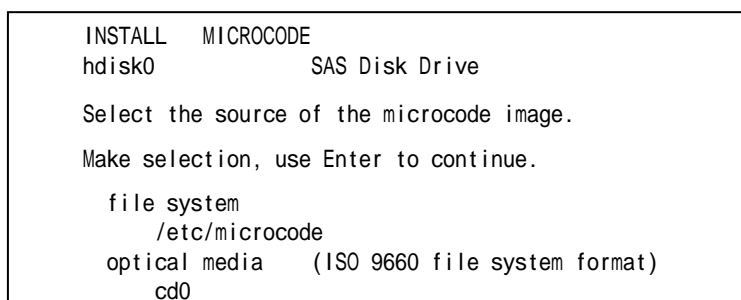 INSTALL MICROCODE
hdisk0 SAS Disk Drive
Select the source of the microcode image.
Make selection, use Enter to continue.
file system
/etc/microcode
optical media (ISO 9660 file system format)
cd0